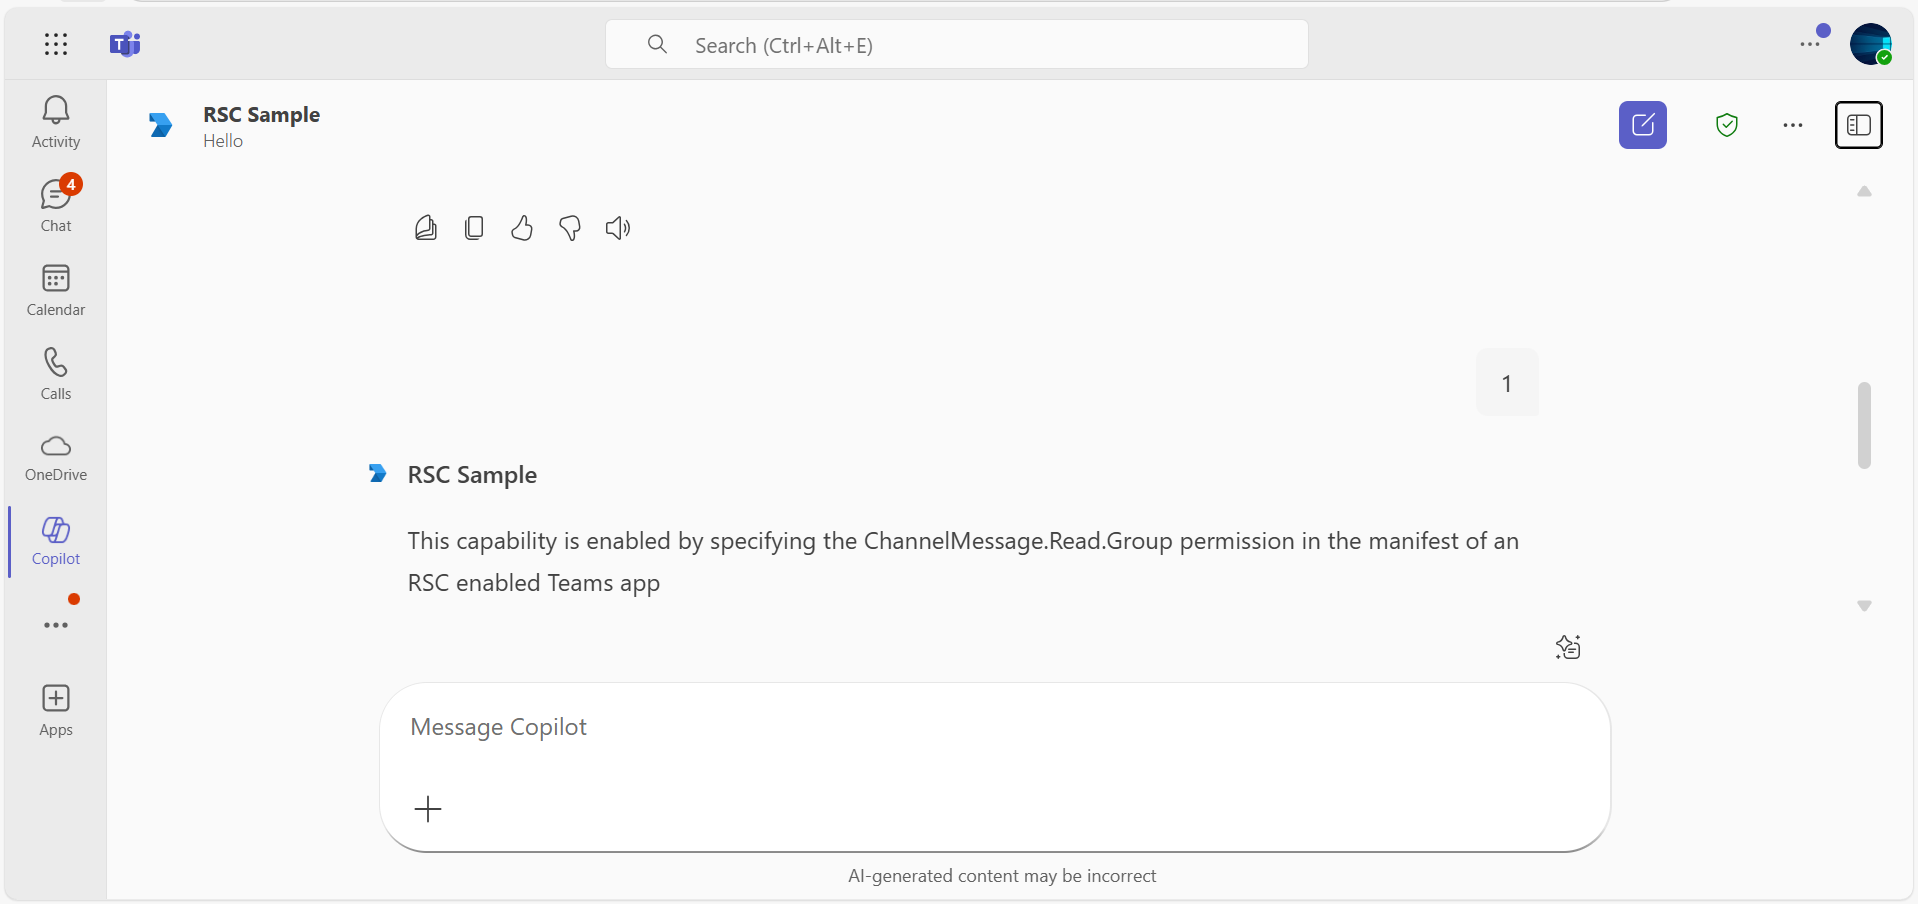 Search (Ctrl+Alt+E)
Activity
4
Chat
Calendar
Calls
OneDrive
Copilot
Apps
RSC Sample
Hello
1
RSC Sample
This capability is enabled by specifying the ChannelMessage.Read.Group permission in the manifest of an
RSC enabled Teams app
Message Copilot
AI-generated content may be incorrect